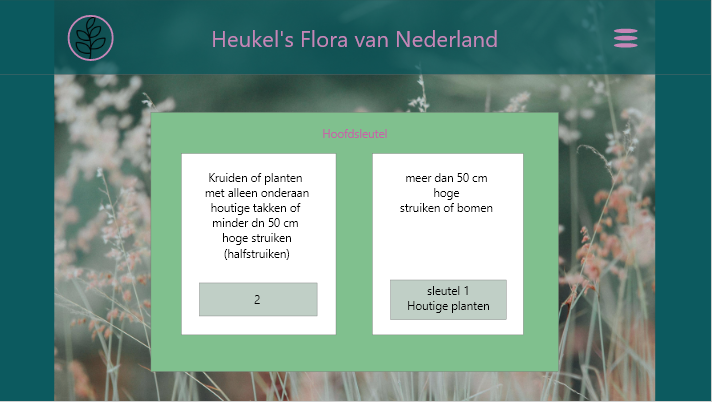 Heukel's Flora van Nederland
Hoofdsleutel
Kruiden of planten
met alleen onderaan
houtige takken of
minder dn 50 cm
hoge struiken
(halfstruiken)
2
meer dan 50 cm
hoge
struiken of bomen
sleutel 1
Houtige planten